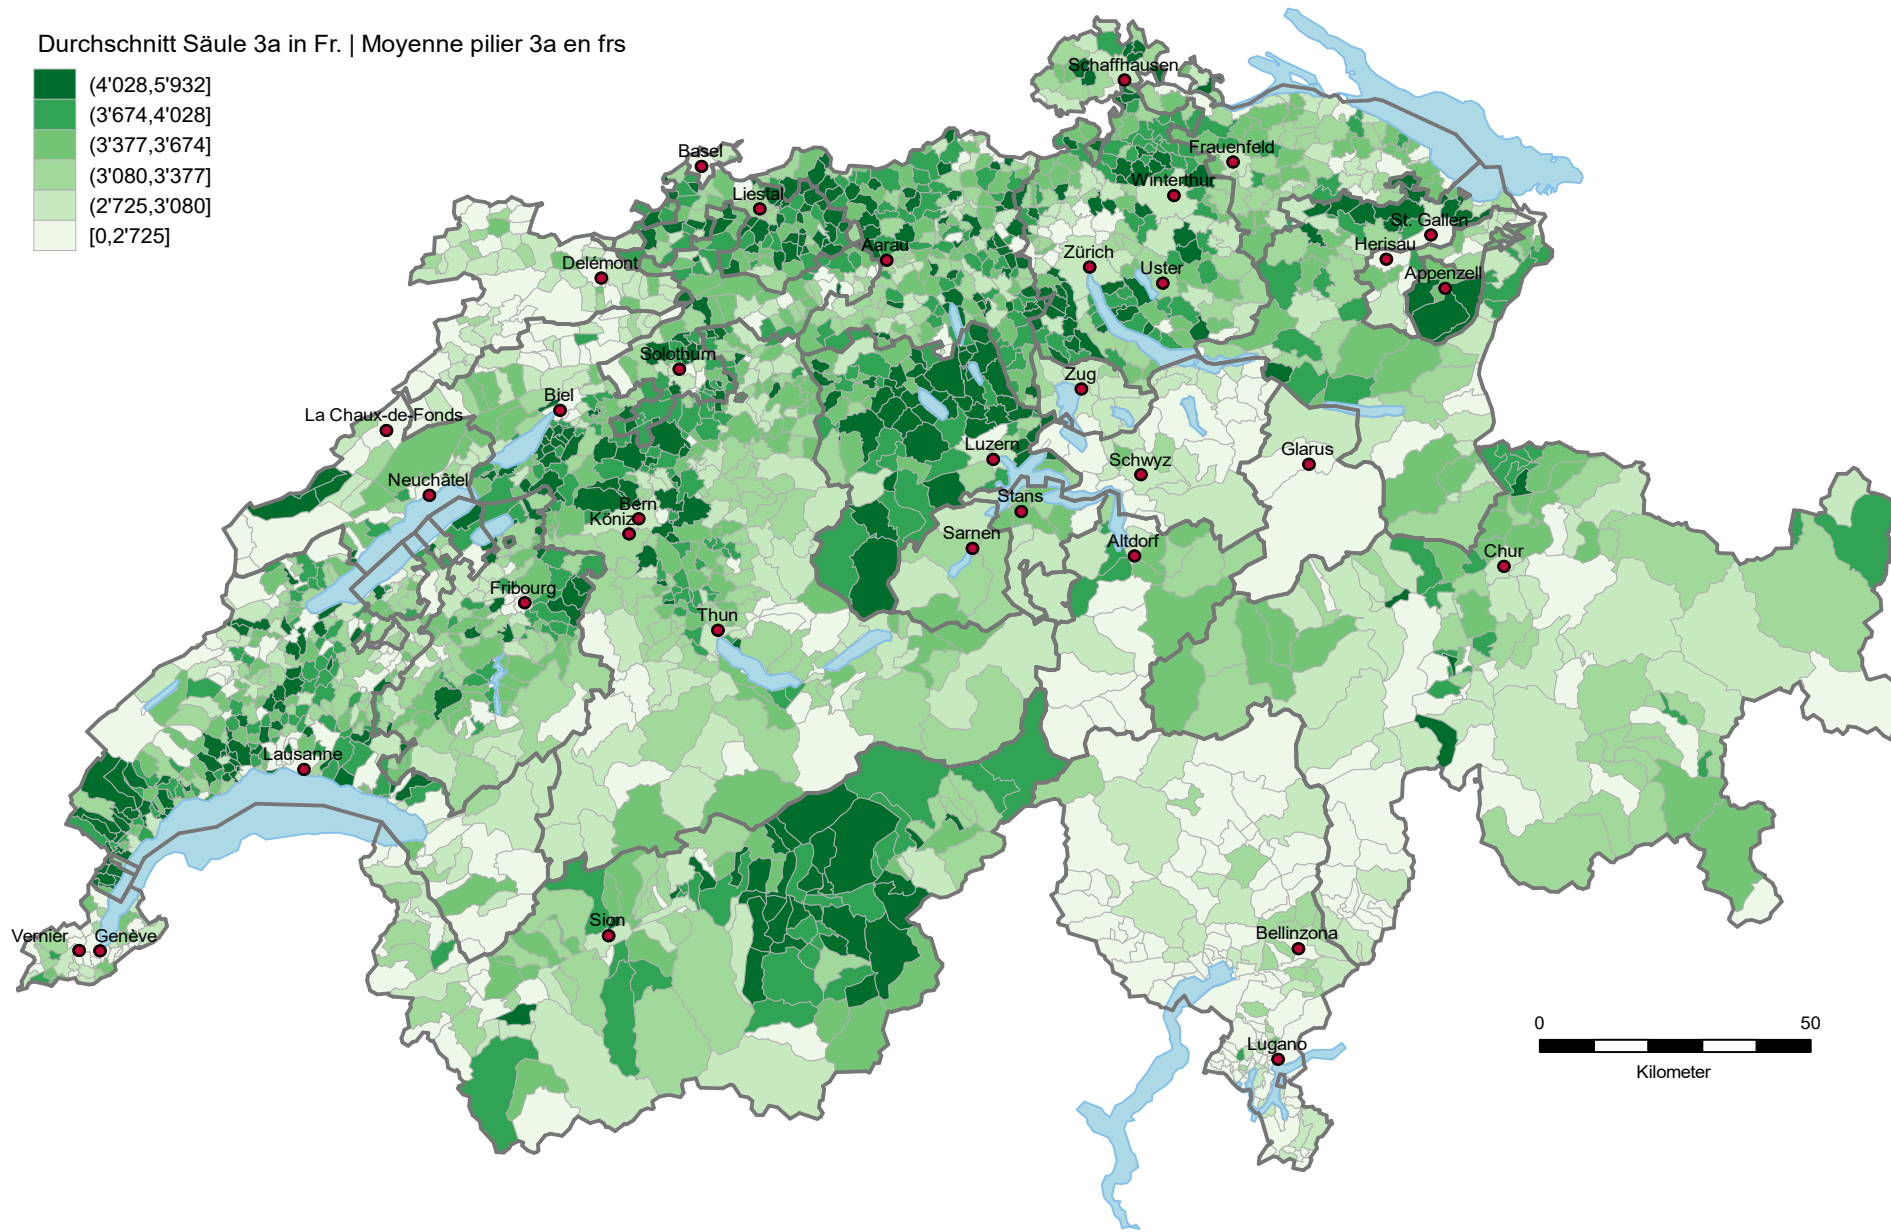 Durchschnitt Säule 3a in Fr. | Moyenne pilier 3a en frs
(4'028,5'932]
(3'674,4'028]
(3'377,3'674]
(3'080,3'377]
(2'725,3'080]
[0,2'725]
Schaffhausen
Basel
Frauenfeld
Winterthur
Liestal
St. Gallen
Aarau
Herisau
Zürich
Delémont
Uster
Appenzell
Solothurn
Zug
Biel
La Chaux-de-Fonds
Luzern
Glarus
Schwyz
Neuchâtel
Stans
Bern
Köniz
Sarnen
Altdorf
Chur
Fribourg
Thun
Lausanne
Sion
Bellinzona
Vernier
Genève
Lugano
0 50
Kilometer